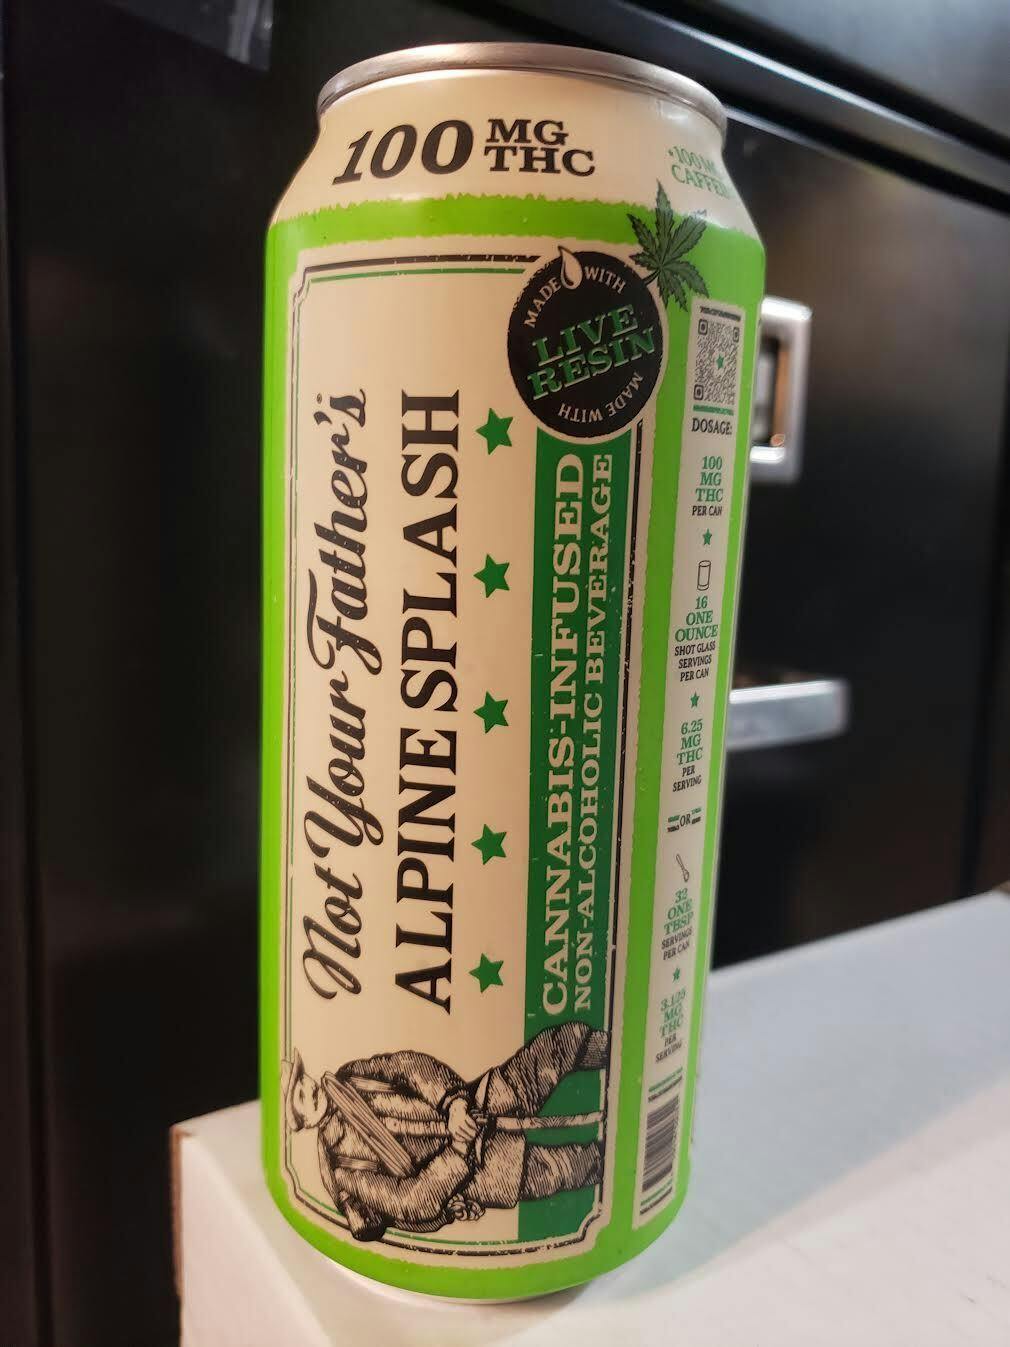 100 MG
THC
•100M
CAFFEI
MADE WITH
LIVE
RESIN
MADE WITH
Not Your Father's
ALPINE SPLASH
CANNABIS-INFUSED
NON-ALCOHOLIC BEVERAGE
DOSAGE:
100
MG
THC
PER CAN
16
ONE
OUNCE
SHOT GLASS
SERVINGS
PER CAN
6.25
MG
THC
PER
SERVING
OR
32
ONE
TBSP
SERVINGS
PER CAN
3.125
MG
THC
PER
SERVING